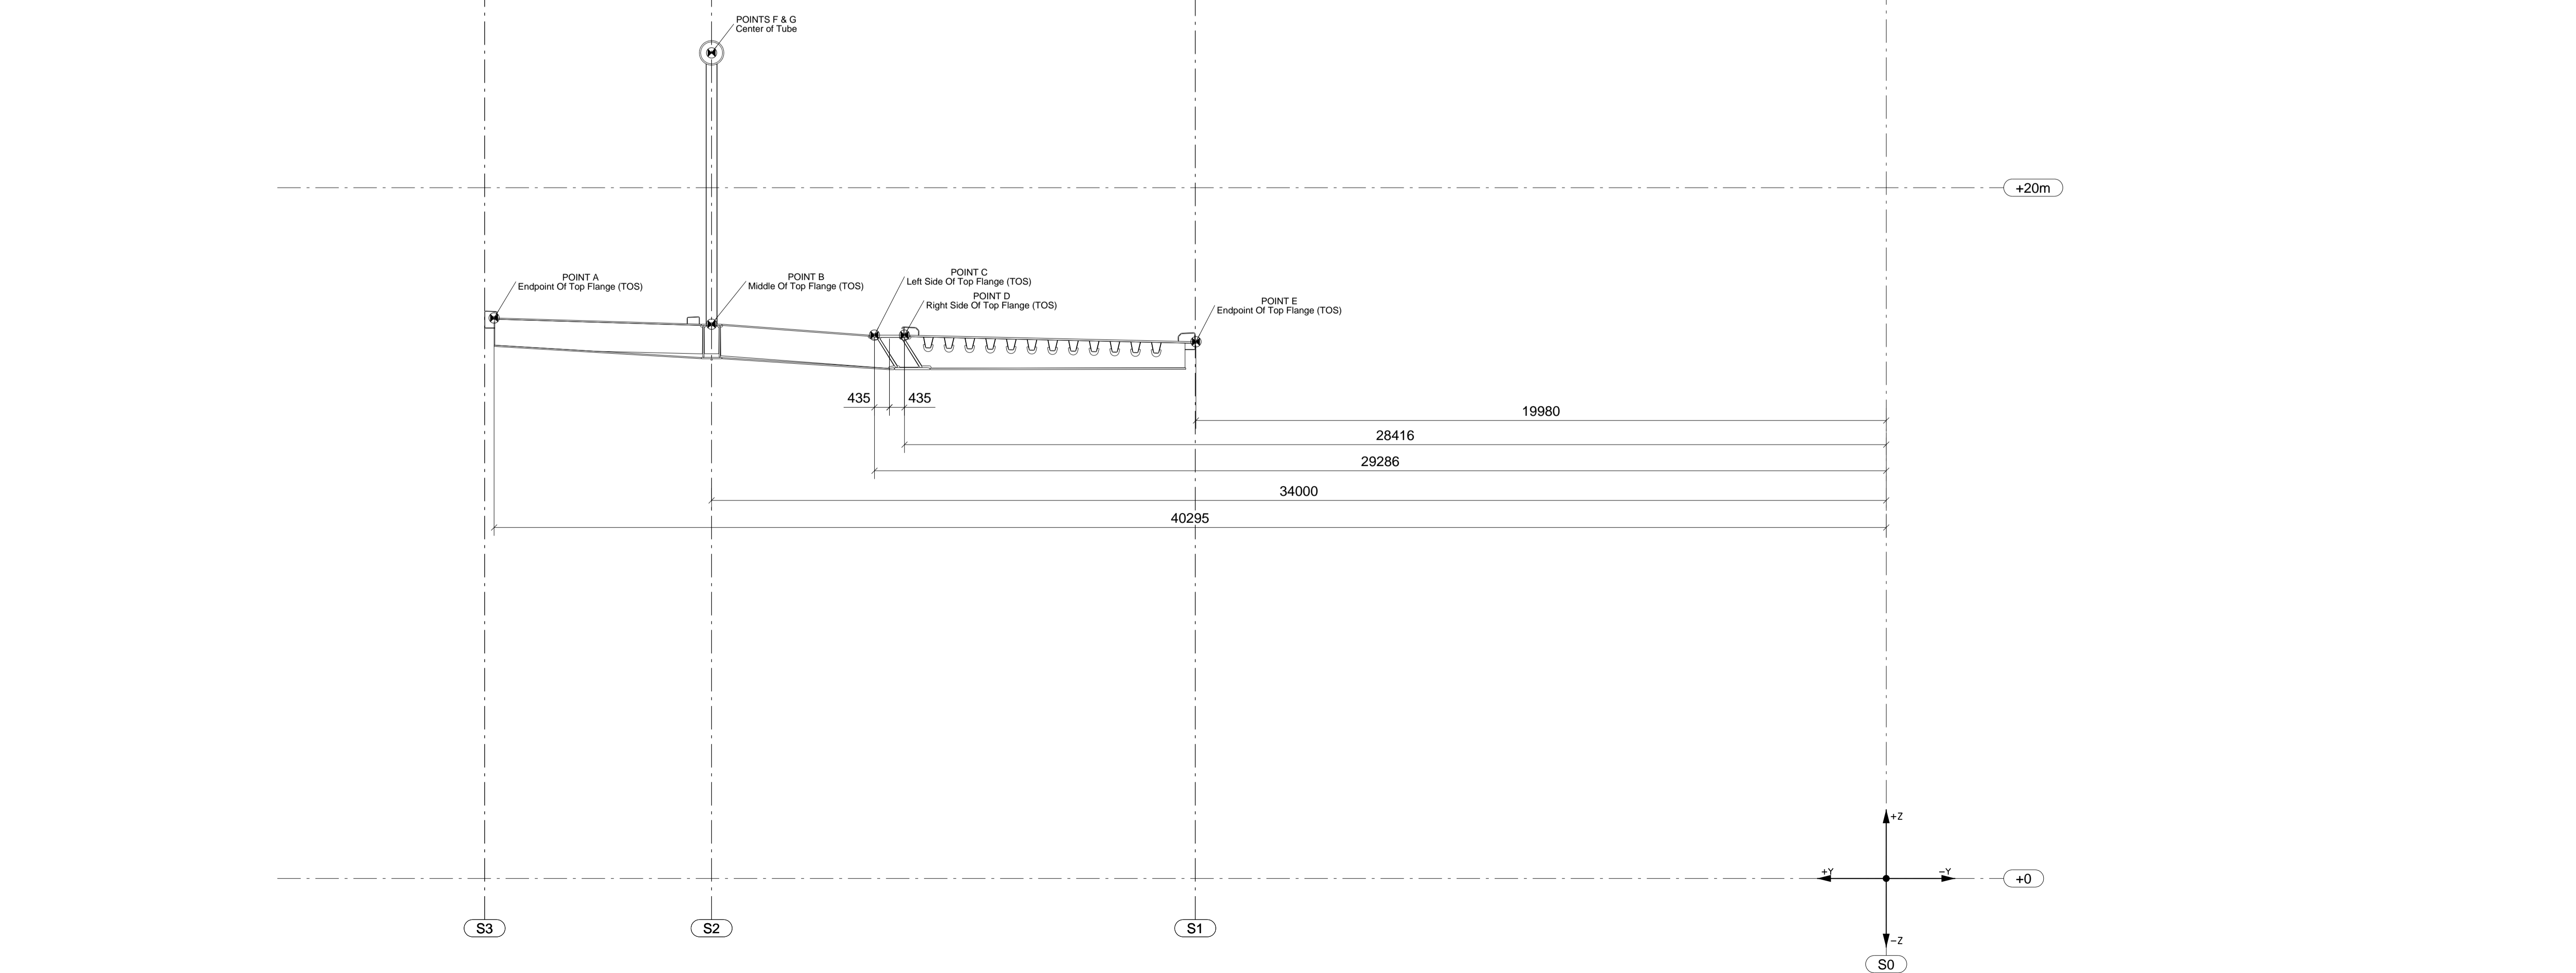 POINTS F & G
Center of Tube
+20m
POINT A
Endpoint Of Top Flange (TOS)
POINT B
Middle Of Top Flange (TOS)
POINT C
Left Side Of Top Flange (TOS)
POINT D
Right Side Of Top Flange (TOS)
POINT E
Endpoint Of Top Flange (TOS)
435
435
19980
28416
29286
34000
40295
+Z
+Y
-Y
+0
-Z
S3
S2
S1
S0